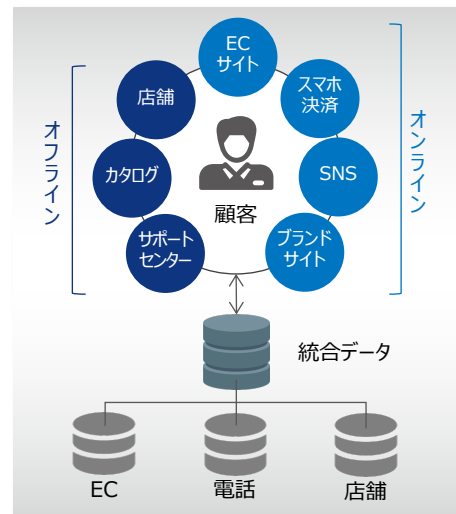 EC
サイト
スマホ
決済
店舗
オフライン
オンライン
カタログ
SNS
顧客
サポート
センター
ブランド
サイト
統合データ
EC
電話
店舗